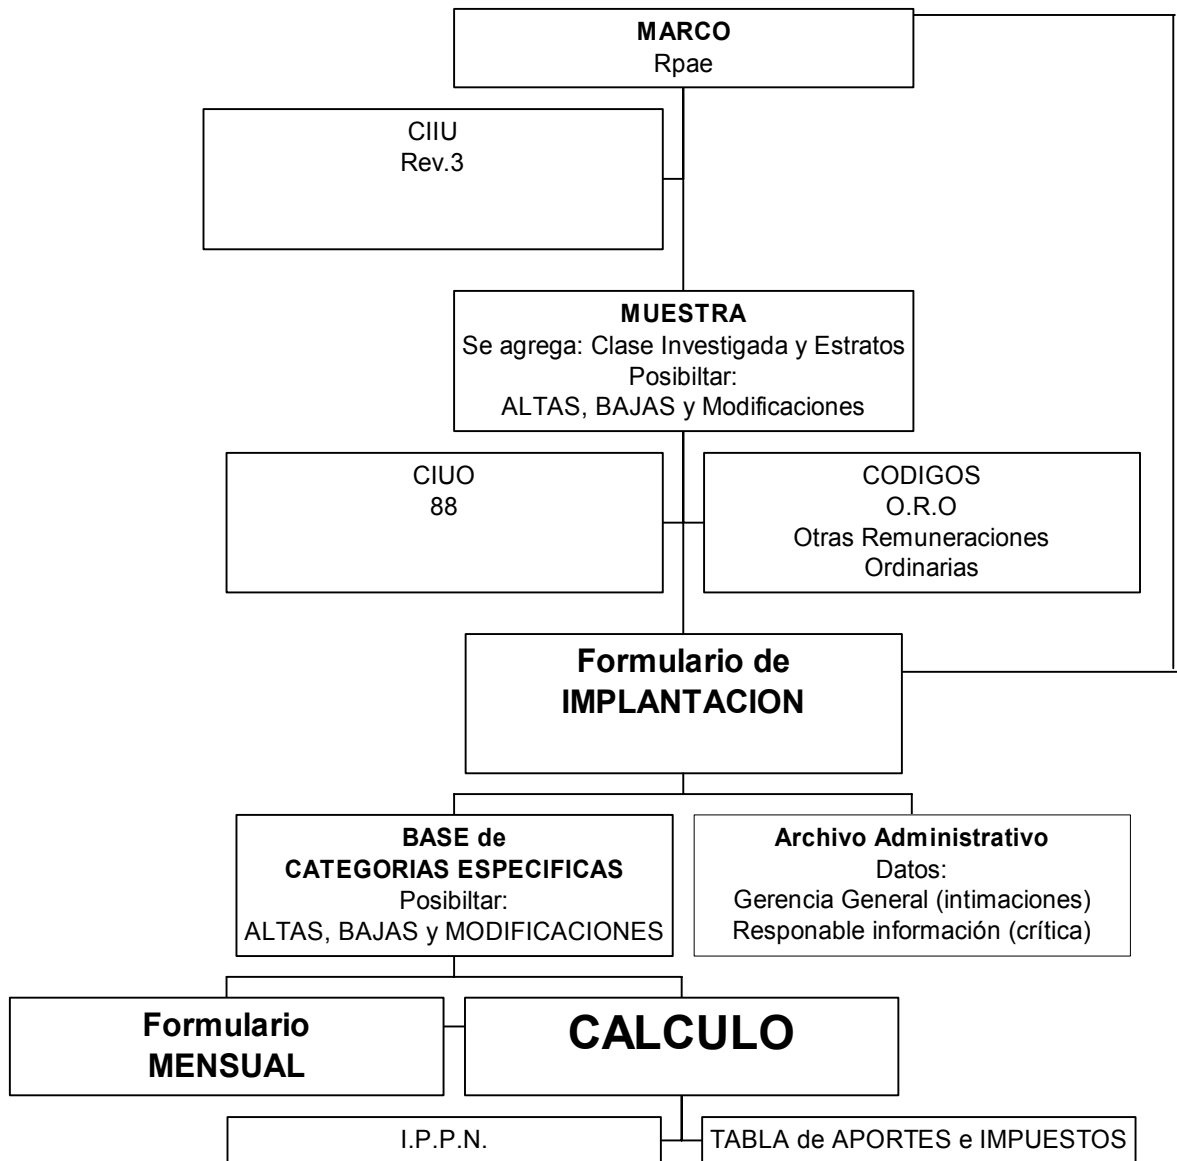 MARCO
Rpae
CIIU
Rev.3
MUESTRA
Se agrega: Clase Investigada y Estratos
Posibiltar:
ALTAS, BAJAS y Modificaciones
CIUO
88
CODIGOS
O.R.O
Otras Remuneraciones
Ordinarias
Formulario de
IMPLANTACION
BASE de
CATEGORIAS ESPECIFICAS
Posibiltar:
ALTAS, BAJAS y MODIFICACIONES
Archivo Administrativo
Datos:
Gerencia General (intimaciones)
Responable información (crítica)
Formulario
MENSUAL
CALCULO
I.P.P.N.
TABLA de APORTES e IMPUESTOS